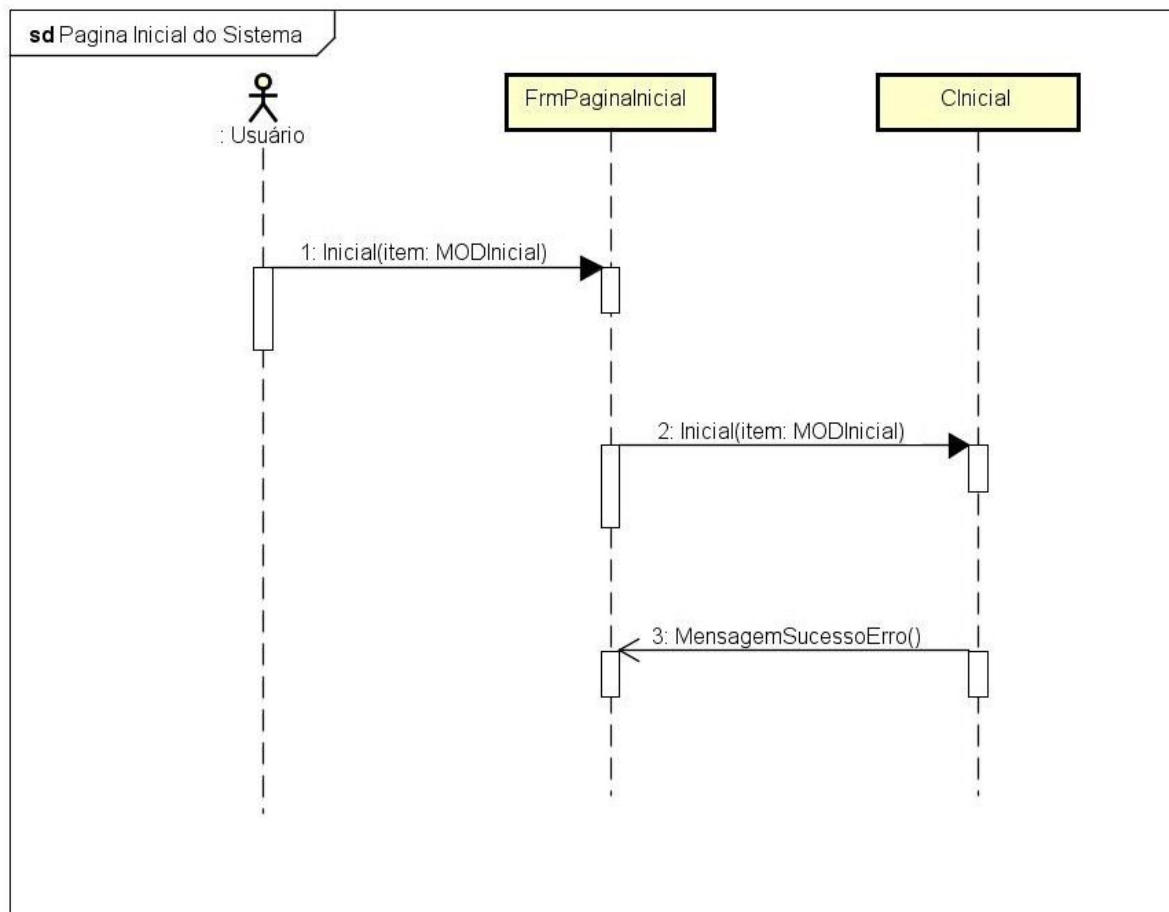 sd Pagina Inicial do Sistema
FrmPaginaInicial
CInicial
: Usuário
1: Inicial(item: MODInicial)
2: Inicial(item: MODInicial)
3: MensagemSucessoErro()